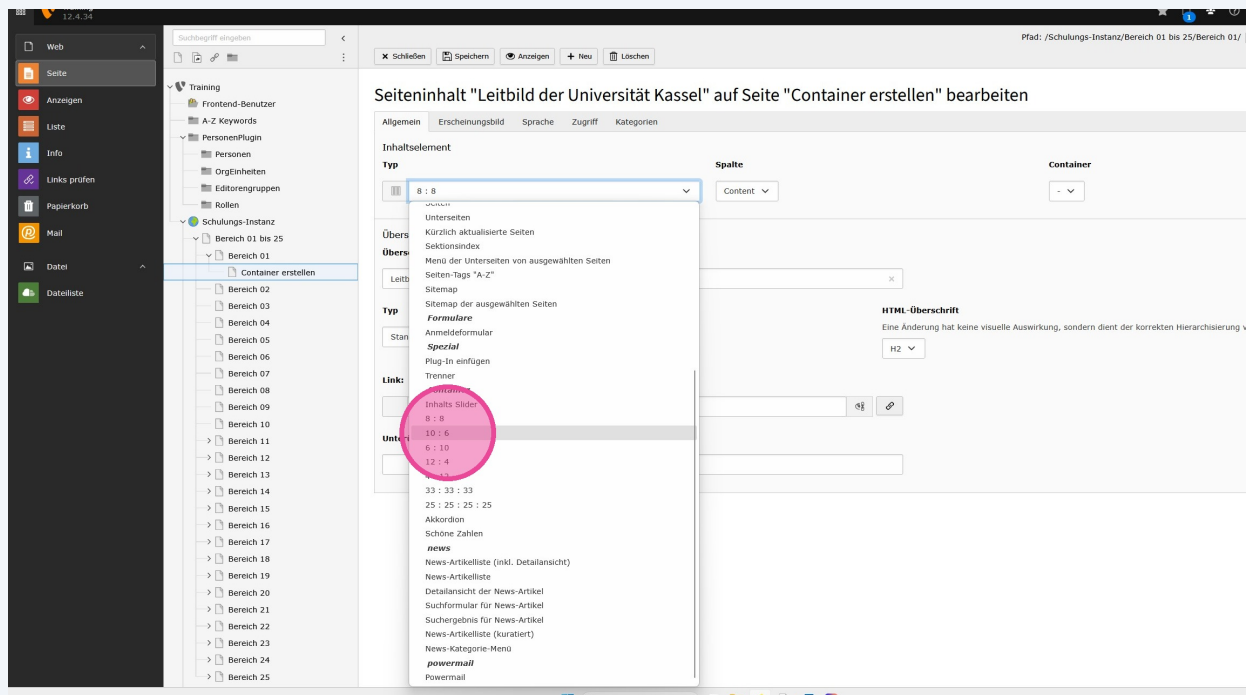 12.4.34
1
Web
Seite
Anzeigen
Liste
Info
Links prüfen
Papierkorb
Mail
Datei
Dateiliste
Suchbegriff eingeben
Training
Frontend-Benutzer
A-Z Keywords
PersonenPlugin
Personen
OrgEinheiten
Editorengruppen
Rollen
Schulungs-Instanz
Bereich 01 bis 25
Bereich 01
Container erstellen
Bereich 02
Bereich 03
Bereich 04
Bereich 05
Bereich 06
Bereich 07
Bereich 08
Bereich 09
Bereich 10
Bereich 11
Bereich 12
Bereich 13
Bereich 14
Bereich 15
Bereich 16
Bereich 17
Bereich 18
Bereich 19
Bereich 20
Bereich 21
Bereich 22
Bereich 23
Bereich 24
Bereich 25
Pfad: /Schulungs-Instanz/Bereich 01 bis 25/Bereich 01/
Schließen Speichern Anzeigen Neu Löschen
Seiteninhalt "Leitbild der Universität Kassel" auf Seite "Container erstellen" bearbeiten
Allgemein Erscheinungsbild Sprache Zugriff Kategorien
Inhaltselement
Typ Spalte Container
8 : 8 Content -
Unterseiten
Kürzlich aktualisierte Seiten
Sektionsindex
Menü der Unterseiten von ausgewählten Seiten
Seiten-Tags "A-Z"
Sitemap
Sitemap der ausgewählten Seiten
Formulare
Anmeldeformular
Spezial
Plug-In einfügen
Trenner
Container
Inhalts Slider
8 : 8
10 : 6
6 : 10
12 : 4
33 : 33 : 33
25 : 25 : 25 : 25
Akkordion
Schöne Zahlen
news
News-Artikelliste (inkl. Detailansicht)
News-Artikelliste
Detailansicht der News-Artikel
Suchformular für News-Artikel
Suchergebnis für News-Artikel
News-Artikelliste (kuratiert)
News-Kategorie-Menü
powermail
Powermail
Übers
Übers
Leitb
Typ
Stan
Link:
HTML-Überschrift
Eine Änderung hat keine visuelle Auswirkung, sondern dient der korrekten Hierarchisierung v
H2